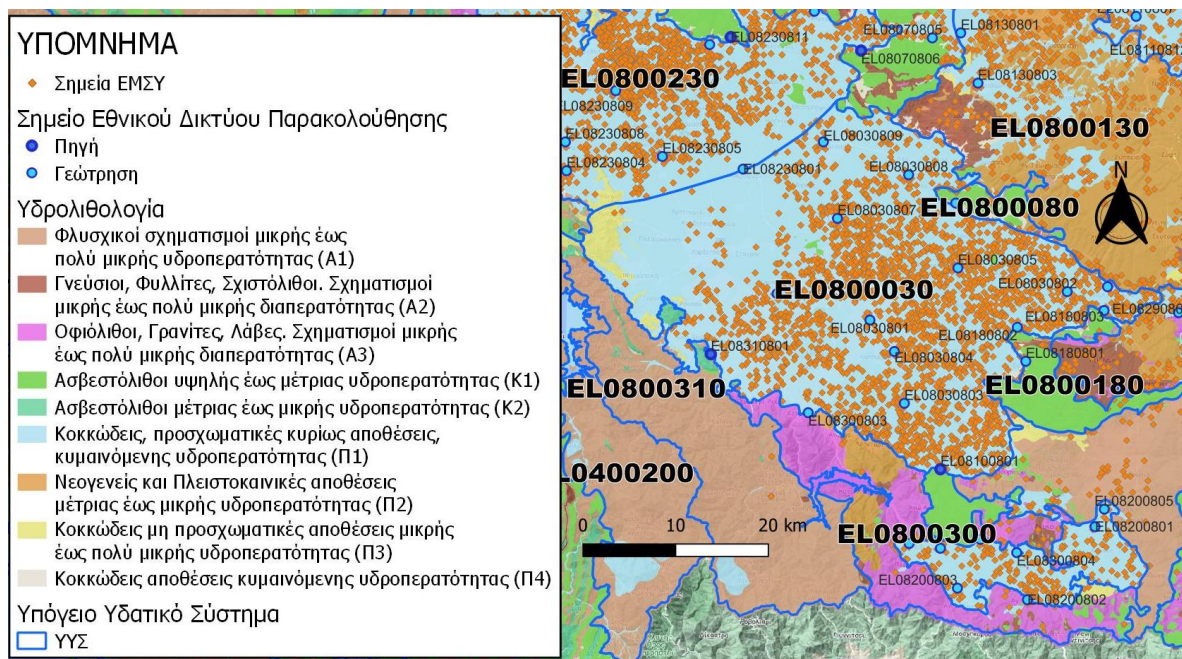 ΥΠΟΜΝΗΜΑ
Σημεία ΕΜΣΥ
Σημείο Εθνικού Δικτύου Παρακολούθησης
Πηγή
Γεώτρηση
Υδρολιθολογία
Φλυσχικοί σχηματισμοί μικρής έως
πολύ μικρής υδροπερατότητας (Α1)
Γνεύσιοι, Φυλλίτες, Σχιστόλιθοι. Σχηματισμοί
μικρής έως πολύ μικρής διαπερατότητας (Α2)
Οφιόλιθοι, Γρανίτες, Λάβες. Σχηματισμοί μικρής
έως πολύ μικρής διαπερατότητας (Α3)
Ασβεστόλιθοι υψηλής έως μέτριας υδροπερατότητας (Κ1)
Ασβεστόλιθοι μέτριας έως μικρής υδροπερατότητας (Κ2)
Κοκκώδεις, προσχωματικές κυρίως αποθέσεις,
κυμαινόμενης υδροπερατότητας (Π1)
Νεογενείς και Πλειστοκαινικές αποθέσεις
μέτριας έως μικρής υδροπερατότητας (Π2)
Κοκκώδεις μη προσχωματικές αποθέσεις μικρής
έως πολύ μικρής υδροπερατότητας (Π3)
Κοκκώδεις αποθέσεις κυμαινόμενης υδροπερατότητας (Π4)
Υπόγειο Υδατικό Σύστημα
ΥΥΣ
EL08230811
EL08070805
EL08130801
EL08070806
EL08110812
EL0800230
EL08130803
EL08230809
EL0800130
EL08230808
EL08030809
EL08230805
EL08230804
EL08230801
EL08030808
N
EL08030807
EL0800080
EL08030805
EL0800030
EL08030802
EL08030801
EL08180802
EL08180803
EL08310801
EL08030804
EL08180801
EL0800310
EL0800180
EL08030803
EL08300803
L0400200
EL08100801
EL08200805
0 10 20 km
EL0800300
EL08200801
EL08300804
EL08200803
EL08200802